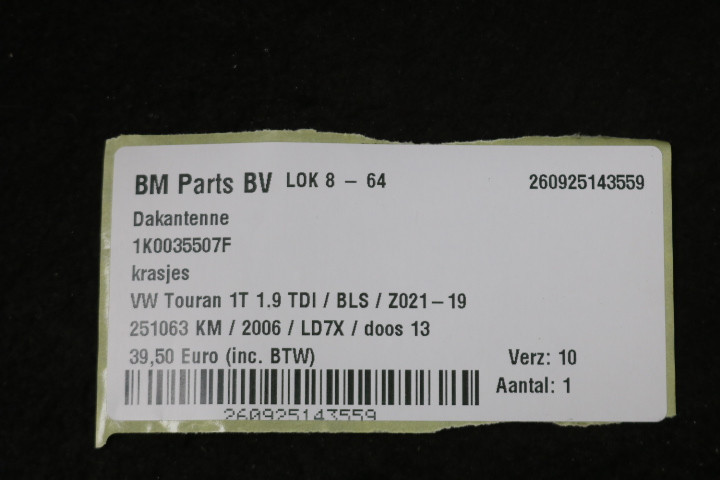 BM Parts BV LOK 8 – 64 260925143559
Dakantenne
1K0035507F
krasjes
VW Touran 1T 1.9 TDI / BLS / Z021–19
251063 KM / 2006 / LD7X / doos 13
39,50 Euro (inc. BTW) Verz: 10
Aantal: 1
260925143559